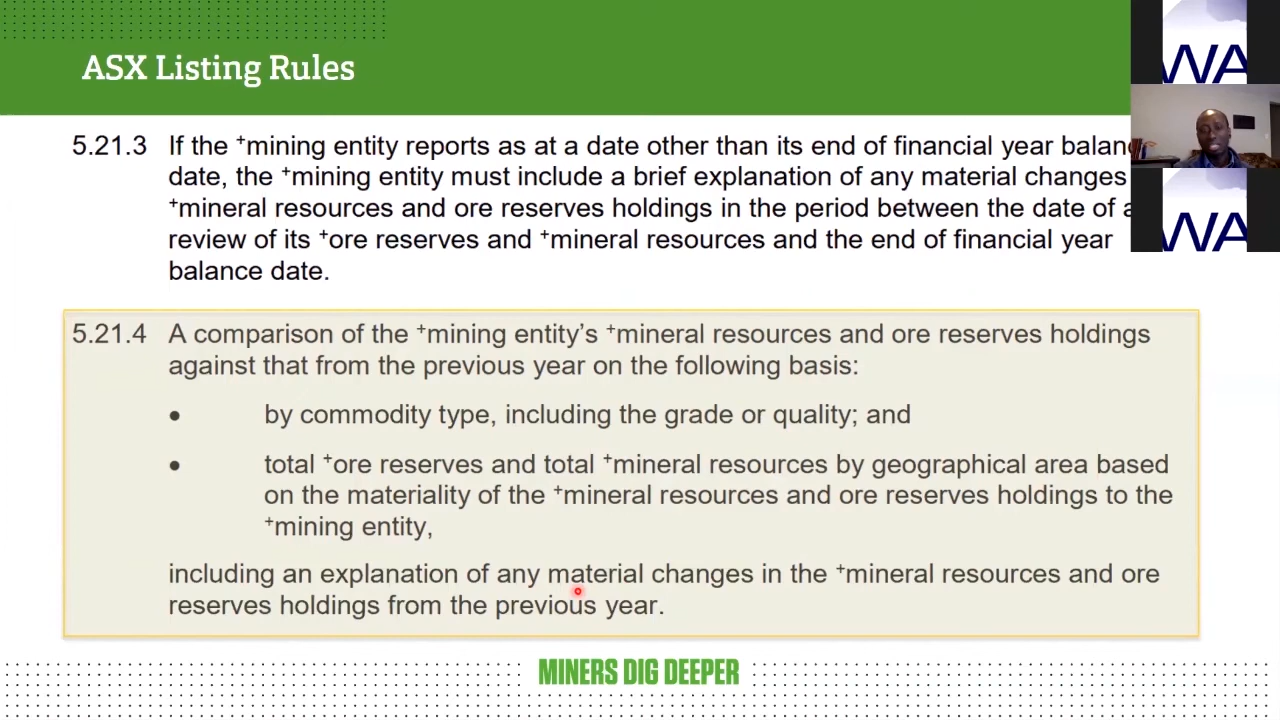 ASX Listing Rules
5.21.3 If the +mining entity reports as at a date other than its end of financial year
date, the +mining entity must include a brief explanation of any material changes
+mineral resources and ore reserves holdings in the period between the date of
review of its +ore reserves and +mineral resources and the end of financial year
balance date.
5.21.4 A comparison of the +mining entity’s +mineral resources and ore reserves holdings
against that from the previous year on the following basis:
• by commodity type, including the grade or quality; and
• total +ore reserves and total +mineral resources by geographical area based
on the materiality of the +mineral resources and ore reserves holdings to the
+mining entity,
including an explanation of any material changes in the +mineral resources and ore
reserves holdings from the previous year.
MINERS DIG DEEPER
WA
WA